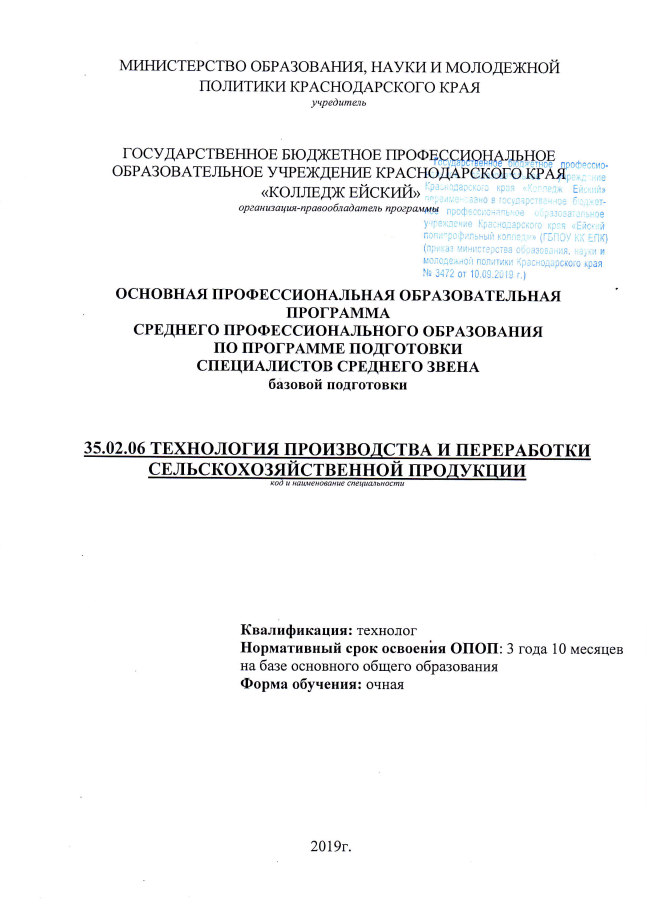 МИНИСТЕРСТВО ОБРАЗОВАНИЯ, НАУКИ И МОЛОДЕЖНОЙ
ПОЛИТИКИ КРАСНОДАРСКОГО КРАЯ
учредитель
ГОСУДАРСТВЕННОЕ БЮДЖЕТНОЕ ПРОФЕССИОНАЛЬНОЕ
ОБРАЗОВАТЕЛЬНОЕ УЧРЕЖДЕНИЕ КРАСНОДАРСКОГО КРАЯ
«КОЛЛЕДЖ ЕЙСКИЙ»
организация-правообладатель программы
Государственное бюджетное профессио-
учреждение
Краснодарского края «Колледж Ейский»
переименовано в государственное бюджет-
ное профессиональное образовательное
учреждение Краснодарского края «Ейский
полипрофильный колледж» (ГБПОУ КК ЕПК)
(приказ министерства образования, науки и
молодежной политики Краснодарского края
№ 3472 от 10.09.2019 г.)
ОСНОВНАЯ ПРОФЕССИОНАЛЬНАЯ ОБРАЗОВАТЕЛЬНАЯ
ПРОГРАММА
СРЕДНЕГО ПРОФЕССИОНАЛЬНОГО ОБРАЗОВАНИЯ
ПО ПРОГРАММЕ ПОДГОТОВКИ
СПЕЦИАЛИСТОВ СРЕДНЕГО ЗВЕНА
базовой подготовки
35.02.06 ТЕХНОЛОГИЯ ПРОИЗВОДСТВА И ПЕРЕРАБОТКИ
СЕЛЬСКОХОЗЯЙСТВЕННОЙ ПРОДУКЦИИ
код и наименование специальности
Квалификация: технолог
Нормативный срок освоения ОПОП: 3 года 10 месяцев
на базе основного общего образования
Форма обучения: очная
2019г.